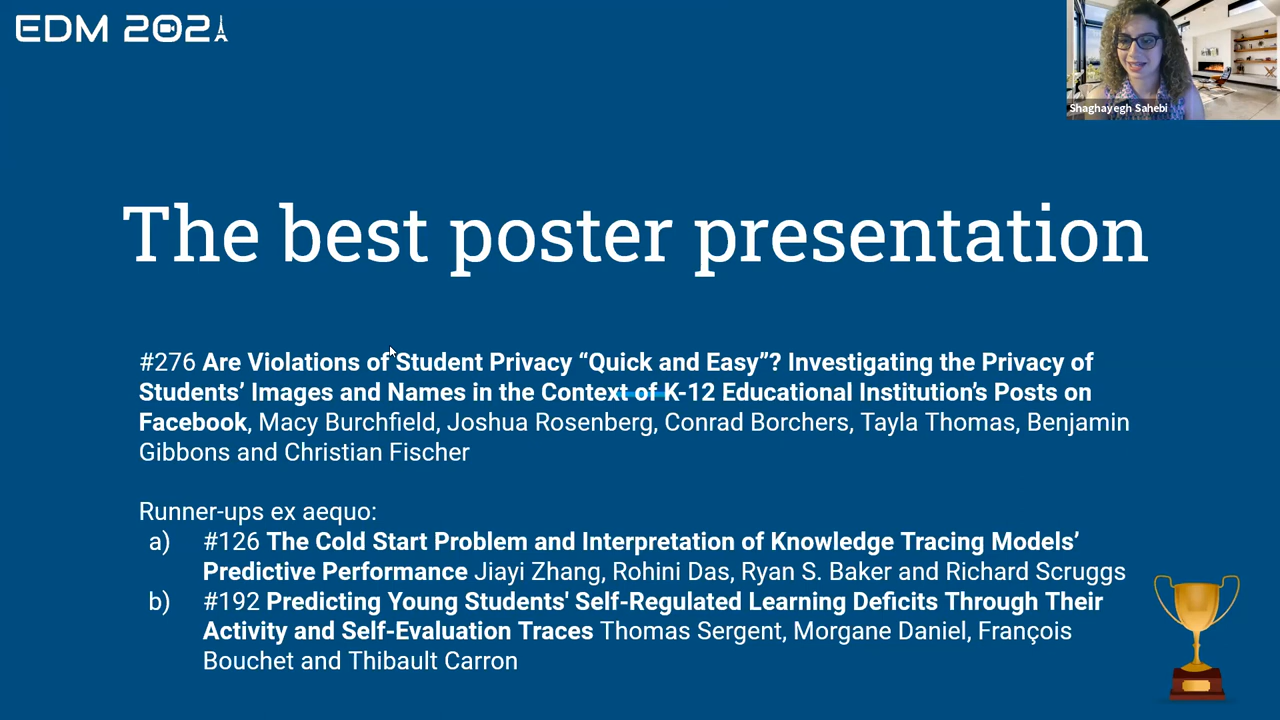 EDM 2021
Shaghayegh Sahebi
The best poster presentation
#276 Are Violations of Student Privacy “Quick and Easy”? Investigating the Privacy of
Students’ Images and Names in the Context of K-12 Educational Institution’s Posts on
Facebook, Macy Burchfield, Joshua Rosenberg, Conrad Borchers, Tayla Thomas, Benjamin
Gibbons and Christian Fischer
Runner-ups ex aequo:
a) #126 The Cold Start Problem and Interpretation of Knowledge Tracing Models’
Predictive Performance Jiayi Zhang, Rohini Das, Ryan S. Baker and Richard Scruggs
b) #192 Predicting Young Students' Self-Regulated Learning Deficits Through Their
Activity and Self-Evaluation Traces Thomas Sergent, Morgane Daniel, François
Bouchet and Thibault Carron